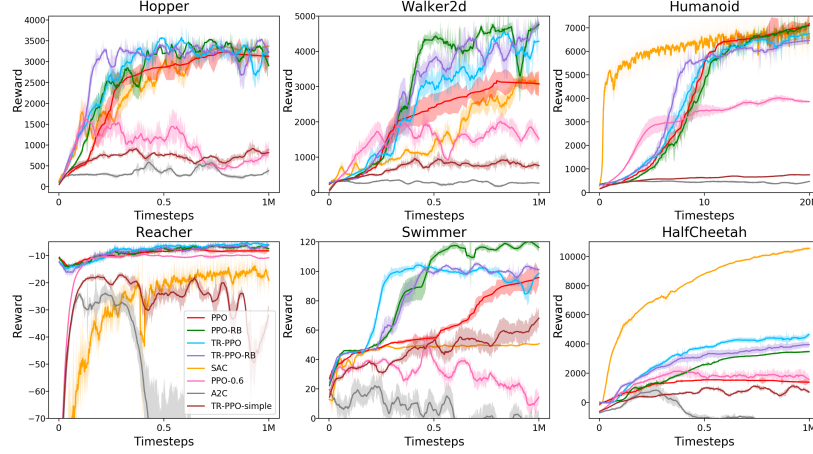 Hopper
Reward
4000
3500
3000
2500
2000
1500
1000
500
0
0
0.5
1M
Timesteps
Walker2d
Reward
5000
4000
3000
2000
1000
0
0
0.5
1M
Timesteps
Humanoid
Reward
7000
6000
5000
4000
3000
2000
1000
0
0
10
20M
Timesteps
Reacher
Reward
−10
−20
−30
−40
−50
−60
−70
0
0.5
1M
Timesteps
PPO
PPO-RB
TR-PPO
TR-PPO-RB
SAC
PPO-0.6
A2C
TR-PPO-simple
Swimmer
Reward
120
100
80
60
40
20
0
0
0.5
1M
Timesteps
HalfCheetah
Reward
10000
8000
6000
4000
2000
0
0
0.5
1M
Timesteps